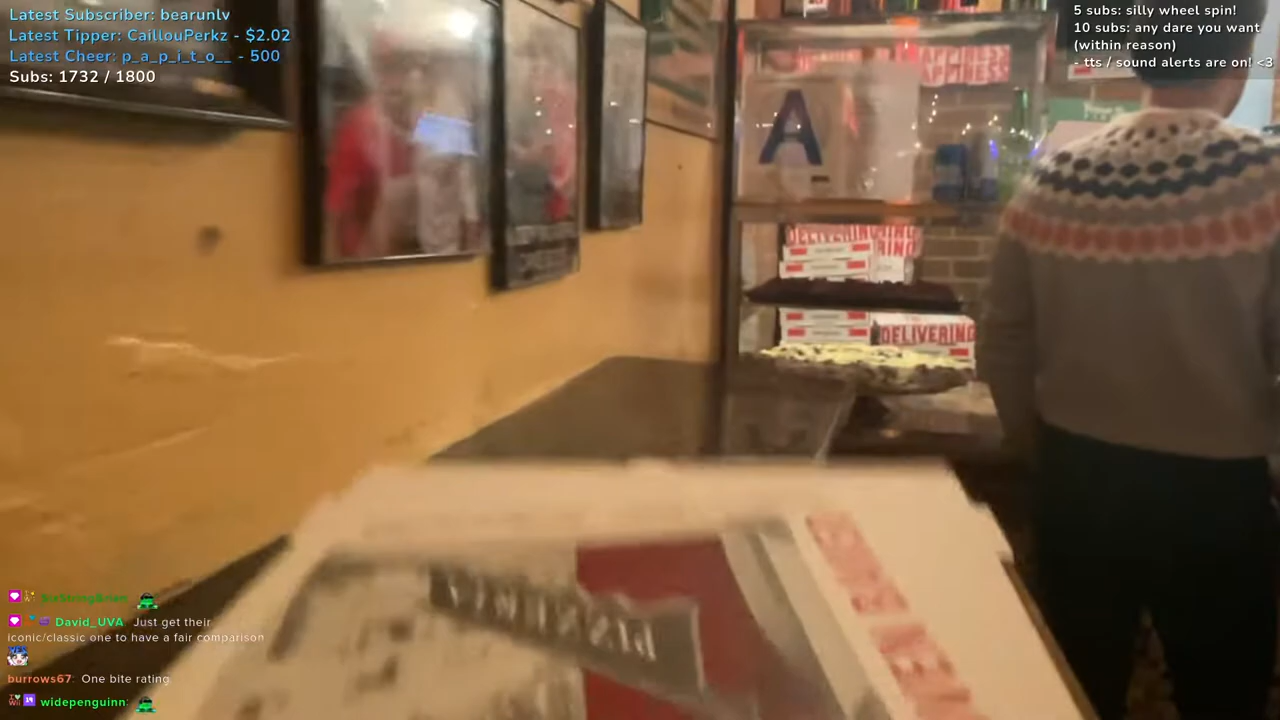 Latest Subscriber: bearunlv
Latest Tipper: CaillouPerkz - $2.02
Latest Cheer: p_a_p_i_t_o__ - 500
Subs: 1732 / 1800
5 subs: silly wheel spin!
10 subs: any dare you want
(within reason)
- tts / sound alerts are on! <3
A
DELIVERING
DELIVERING
PIZZERIA
David_UVA: Just get their
iconic/classic one to have a fair comparison
burrows67: One bite rating
widepenguinn: